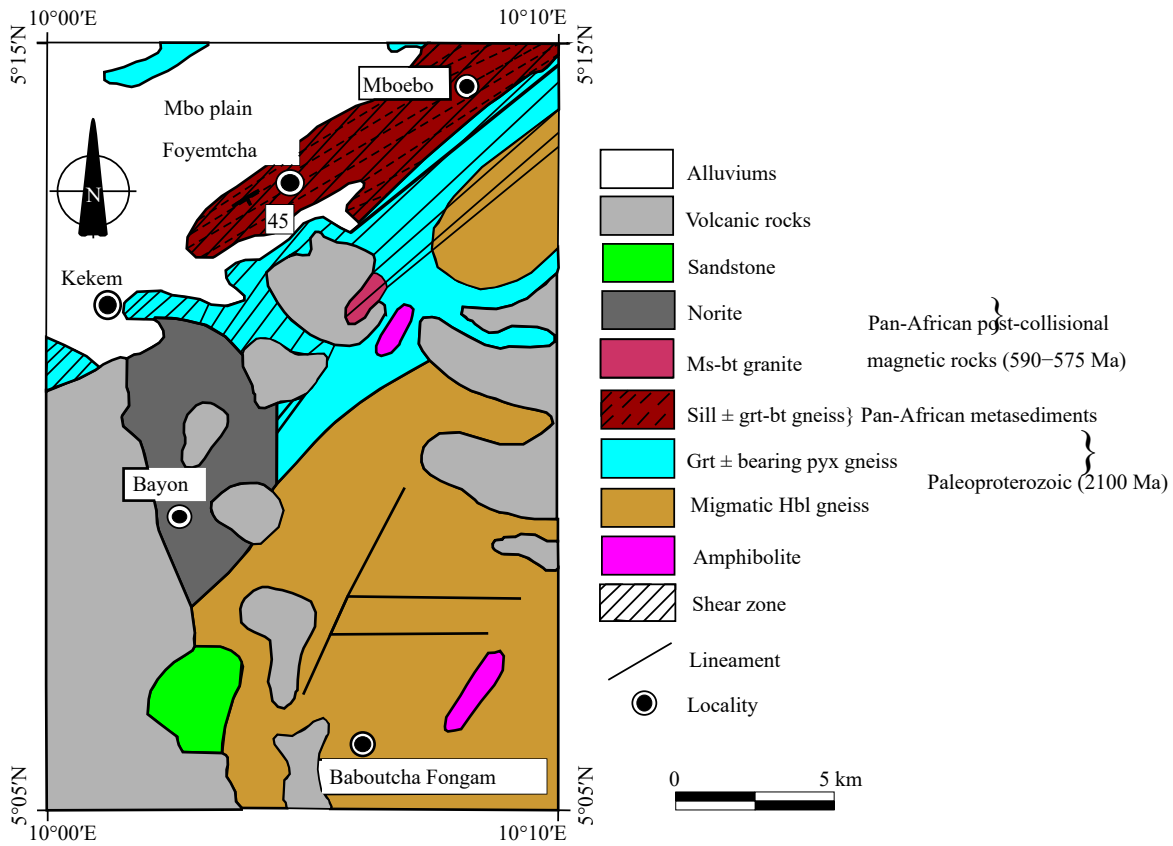 10°00′E
10°10′E
5°15′N
5°15′N
Mboebo
Mbo plain
Foyemtcha
N
45
Kekem
Bayon
Baboutcha Fongam
5°05′N
5°05′N
10°00′E
10°10′E
Alluviums
Volcanic rocks
Sandstone
Norite
Ms-bt granite
} Pan-African post-collisional
magnetic rocks (590−575 Ma)
Sill ± grt-bt gneiss} Pan-African metasediments
Grt ± bearing pyx gneiss
Migmatic Hbl gneiss
} Paleoproterozoic (2100 Ma)
Amphibolite
Shear zone
Lineament
Locality
0 5 km